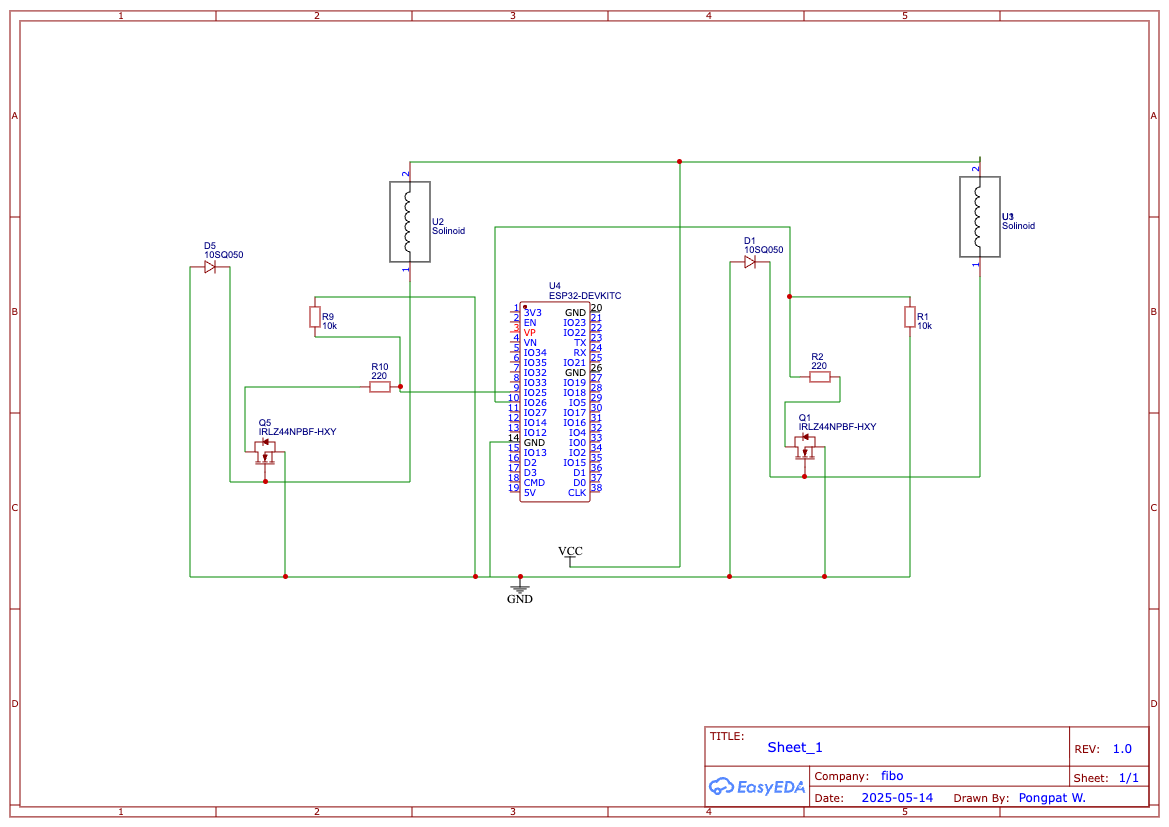 1 2 3 4 5
A A
2
2
U2
Solinoid
U3
Solinoid
1
1
D5
10SQ050
D1
10SQ050
B B
U4
ESP32-DEVKITC
R9
10k
R1
10k
R10
220
R2
220
1 3V3 GND 20
2 EN IO23 21
3 VP IO22 22
4 VN TX 23
5 IO34 RX 24
6 IO35 IO21 25
7 IO32 GND 26
8 IO33 IO19 27
9 IO25 IO18 28
10 IO26 IO5 29
11 IO27 IO17 30
12 IO14 IO16 31
13 IO12 IO4 32
14 GND IO0 33
15 IO13 IO2 34
16 D2 IO15 35
17 D3 D1 36
18 CMD D0 37
19 5V CLK 38
Q5
IRLZ44NPBF-HXY
Q1
IRLZ44NPBF-HXY
C C
VCC
GND
D D
TITLE:
Sheet_1
REV: 1.0
EasyEDA
Company: fibo
Sheet: 1/1
Date: 2025-05-14 Drawn By: Pongpat W.
1 2 3 4 5